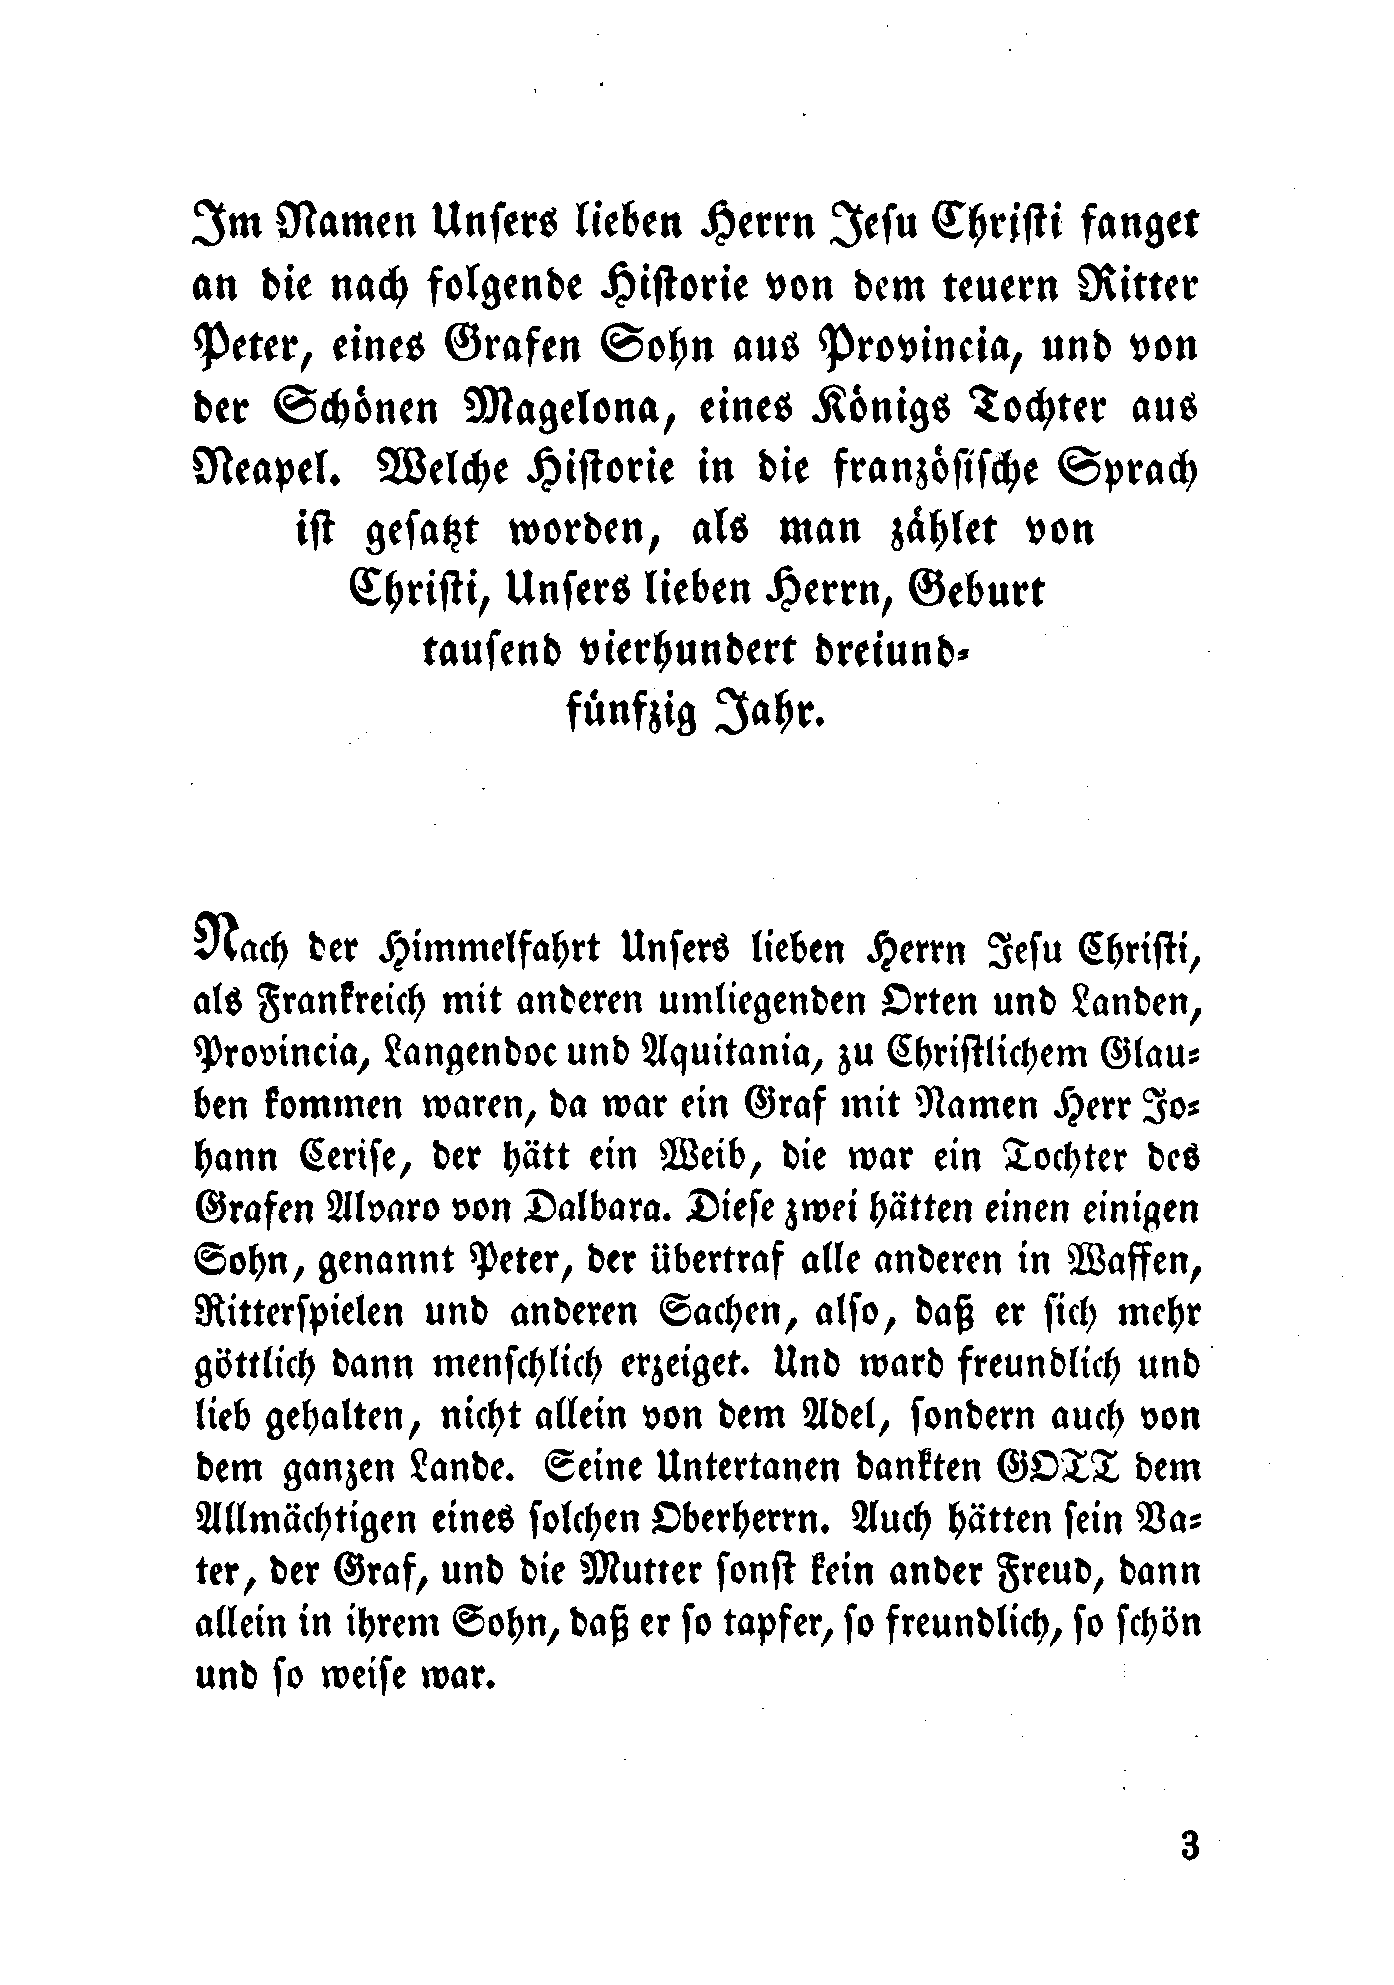 Im Namen Unsers lieben Herrn Jesu Christi fanget
an die nach folgende Historie von dem teuern Ritter
Peter, eines Grafen Sohn aus Provincia, und von
der Schönen Magelona, eines Königs Tochter aus
Neapel. Welche Historie in die französische Sprach
ist gesatzt worden, als man zählet von
Christi, Unsers lieben Herrn, Geburt
tausend vierhundert dreiund-
fünfzig Jahr.
Nach der Himmelfahrt Unsers lieben Herrn Jesu Christi,
als Frankreich mit anderen umliegenden Orten und Landen,
Provincia, Langendoc und Aquitania, zu Christlichem Glau-
ben kommen waren, da war ein Graf mit Namen Herr Jo-
hann Cerise, der hätt ein Weib, die war ein Tochter des
Grafen Alvaro von Dalbara. Diese zwei hätten einen einigen
Sohn, genannt Peter, der übertraf alle anderen in Waffen,
Ritterspielen und anderen Sachen, also, daß er sich mehr
göttlich dann menschlich erzeiget. Und ward freundlich und
lieb gehalten, nicht allein von dem Adel, sondern auch von
dem ganzen Lande. Seine Untertanen dankten GOTT dem
Allmächtigen eines solchen Oberherrn. Auch hätten sein Va-
ter, der Graf, und die Mutter sonst kein ander Freud, dann
allein in ihrem Sohn, daß er so tapfer, so freundlich, so schön
und so weise war.
3